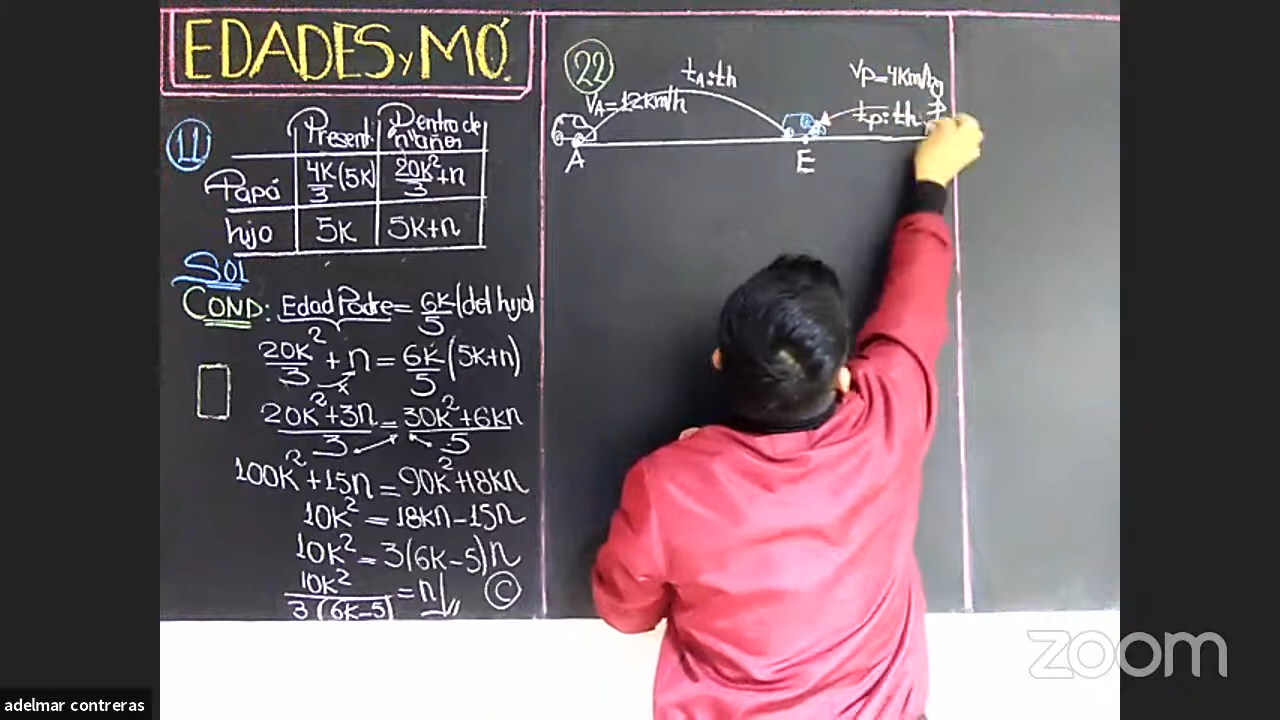 EDADES y MÓ
11
Present. Dentro de "n" años
Papá 4K/3 (5K) 20K²/3 + n
hijo 5K 5K+n
Sol
COND: Edad Padre = 6K/5 (del hijo)
20K²/3 + n = 6K/5 (5K+n)
20K²+3n/3 = 30K²+6kn/5
100K²+15n = 90K²+18kn
10K² = 18kn-15n
10K² = 3(6K-5)n
10K²/3(6K-5) = n C
22
tA:th
VA=12km/h
Vp=4Km/h
tp:th
A E
zoom
adelmar contreras